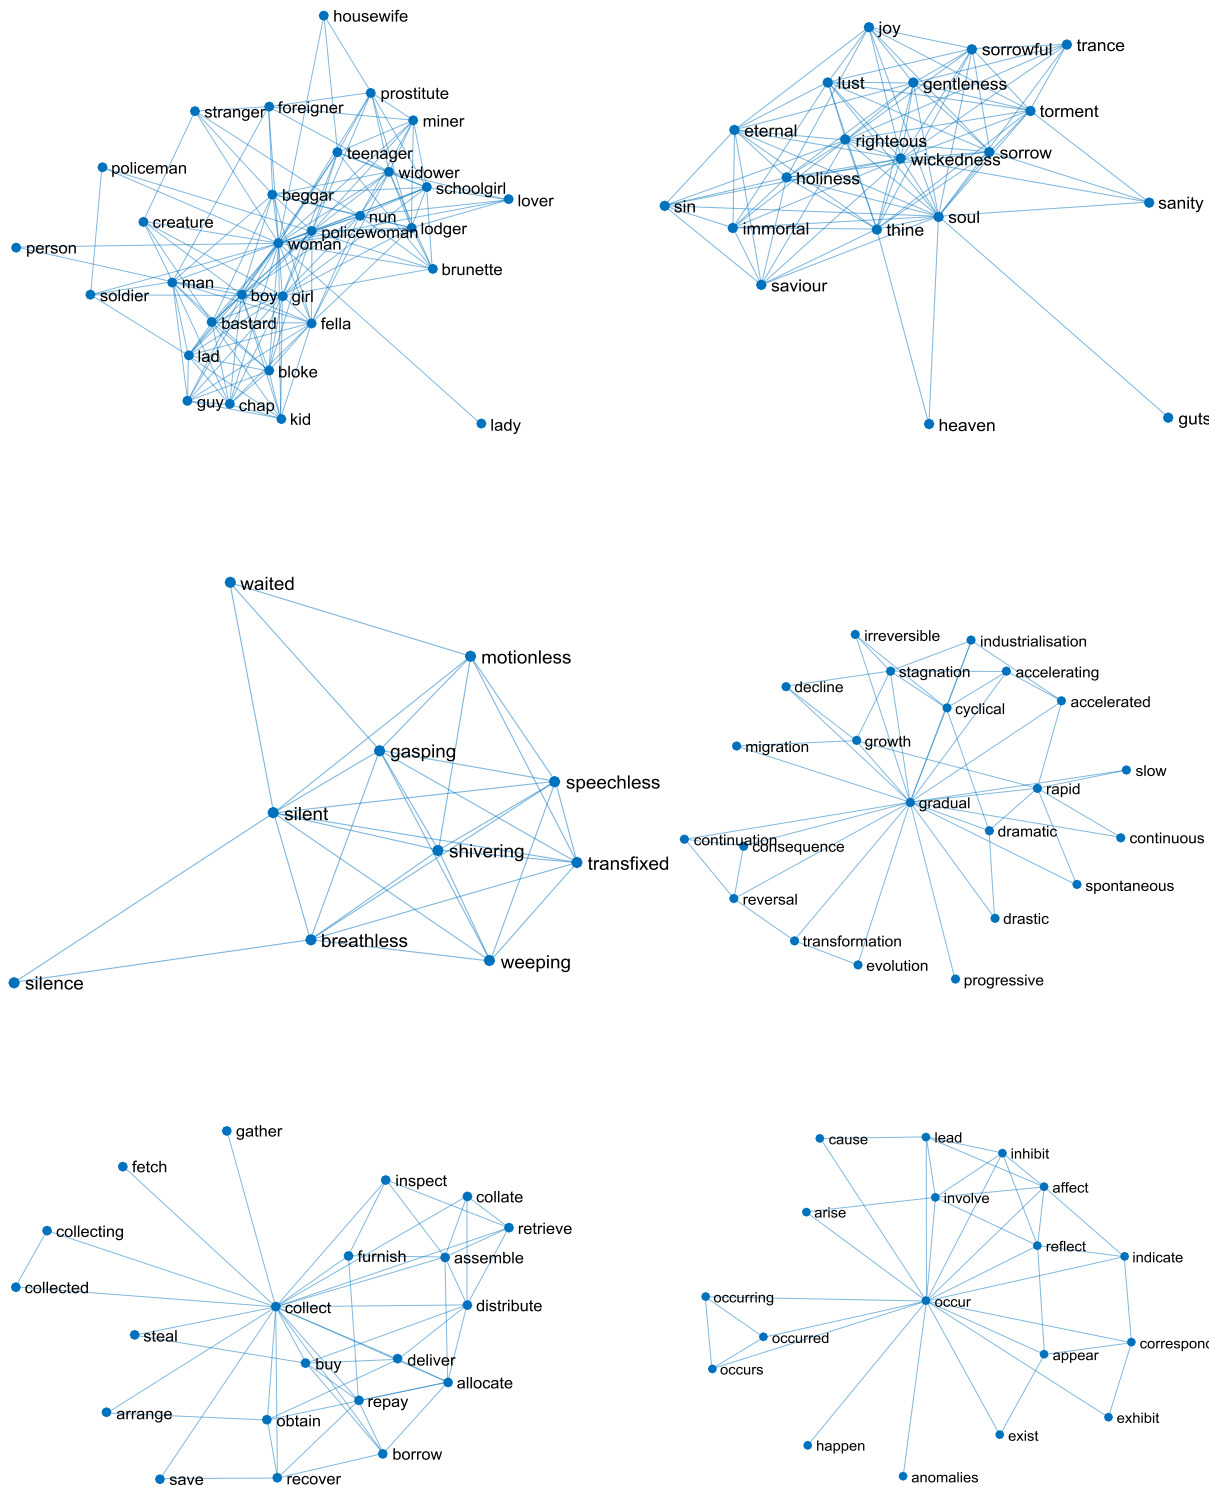 housewife
prostitute
stranger
foreigner
miner
teenager
policeman
widower
schoolgirl
beggar
lover
creature
nun
policewoman
lodger
person
woman
brunette
man
soldier
boy
girl
bastard
fella
lad
bloke
guy
chap
kid
lady
joy
sorrowful
trance
lust
gentleness
torment
eternal
righteous
wickedness
sorrow
holiness
sin
soul
sanity
immortal
thine
saviour
heaven
guts
waited
motionless
gasping
speechless
silent
shivering
transfixed
breathless
weeping
silence
irreversible
industrialisation
stagnation
accelerating
decline
cyclical
accelerated
migration
growth
slow
rapid
gradual
dramatic
continuation
consequence
continuous
spontaneous
reversal
drastic
transformation
evolution
progressive
gather
fetch
inspect
collate
collecting
retrieve
furnish
assemble
collected
collect
distribute
steal
buy
deliver
allocate
repay
arrange
obtain
borrow
save
recover
cause
lead
inhibit
affect
involve
arise
reflect
indicate
occurring
occur
occurred
correspond
appear
occurs
exhibit
happen
exist
anomalies